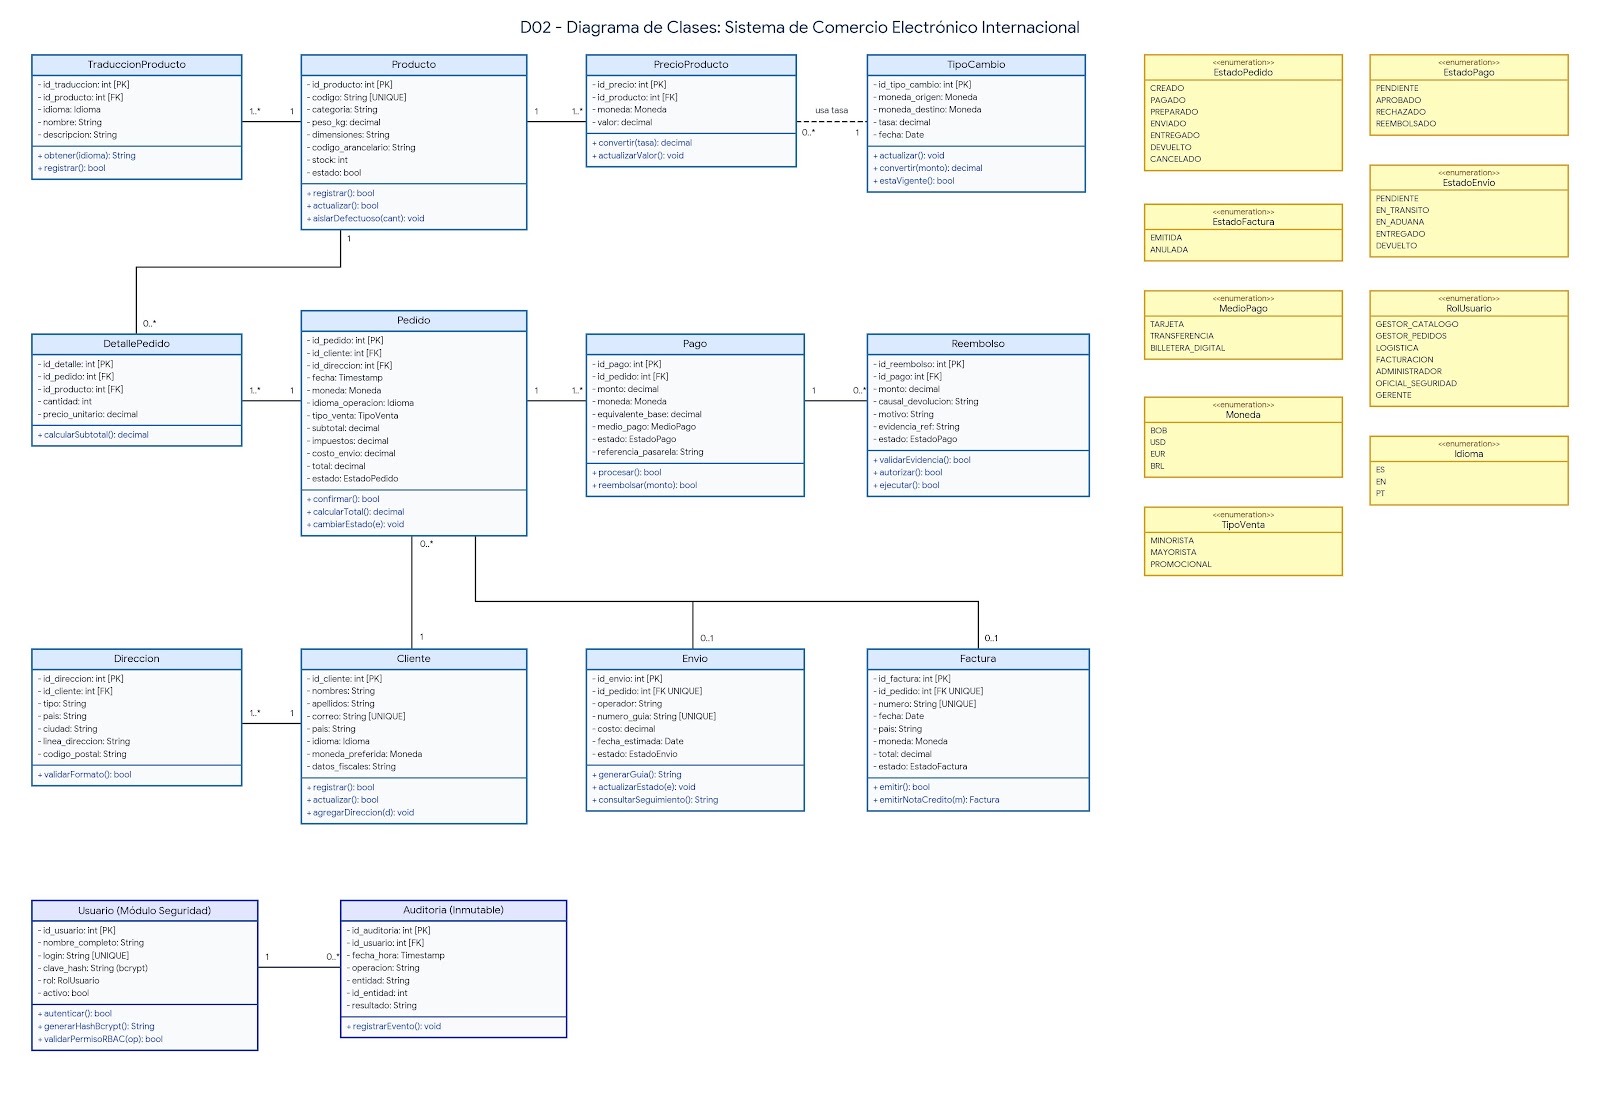 D02 - Diagrama de Clases: Sistema de Comercio Electrónico Internacional
TraduccionProducto
- id_traduccion: int [PK]
- id_producto: int [FK]
- idioma: Idioma
- nombre: String
- descripcion: String
+ obtener(idioma): String
+ registrar(): bool
1..*
1
Producto
- id_producto: int [PK]
- codigo: String [UNIQUE]
- categoria: String
- peso_kg: decimal
- dimensiones: String
- codigo_arancelario: String
- stock: int
- estado: bool
+ registrar(): bool
+ actualizar(): bool
+ aislarDefectuoso(cant): void
1
1..*
PrecioProducto
- id_precio: int [PK]
- id_producto: int [FK]
- moneda: Moneda
- valor: decimal
+ convertir(tasa): decimal
+ actualizarValor(): void
usa tasa
0..*
1
TipoCambio
- id_tipo_cambio: int [PK]
- moneda_origen: Moneda
- moneda_destino: Moneda
- tasa: decimal
- fecha: Date
+ actualizar(): void
+ convertir(monto): decimal
+ estaVigente(): bool
<<enumeration>>
EstadoPedido
CREADO
PAGADO
PREPARADO
ENVIADO
ENTREGADO
DEVUELTO
CANCELADO
<<enumeration>>
EstadoPago
PENDIENTE
APROBADO
RECHAZADO
REEMBOLSADO
<<enumeration>>
EstadoEnvio
PENDIENTE
EN_TRANSITO
EN_ADUANA
ENTREGADO
DEVUELTO
<<enumeration>>
EstadoFactura
EMITIDA
ANULADA
<<enumeration>>
MedioPago
TARJETA
TRANSFERENCIA
BILLETERA_DIGITAL
<<enumeration>>
RolUsuario
GESTOR_CATALOGO
GESTOR_PEDIDOS
LOGISTICA
FACTURACION
ADMINISTRADOR
OFICIAL_SEGURIDAD
GERENTE
<<enumeration>>
Moneda
BOB
USD
EUR
BRL
<<enumeration>>
Idioma
ES
EN
PT
<<enumeration>>
TipoVenta
MINORISTA
MAYORISTA
PROMOCIONAL
1
0..*
DetallePedido
- id_detalle: int [PK]
- id_pedido: int [FK]
- id_producto: int [FK]
- cantidad: int
- precio_unitario: decimal
+ calcularSubtotal(): decimal
1..*
1
Pedido
- id_pedido: int [PK]
- id_cliente: int [FK]
- id_direccion: int [FK]
- fecha: Timestamp
- moneda: Moneda
- idioma_operacion: Idioma
- tipo_venta: TipoVenta
- subtotal: decimal
- impuestos: decimal
- costo_envio: decimal
- total: decimal
- estado: EstadoPedido
+ confirmar(): bool
+ calcularTotal(): decimal
+ cambiarEstado(e): void
1
1..*
Pago
- id_pago: int [PK]
- id_pedido: int [FK]
- monto: decimal
- moneda: Moneda
- equivalente_base: decimal
- medio_pago: MedioPago
- estado: EstadoPago
- referencia_pasarela: String
+ procesar(): bool
+ reembolsar(monto): bool
1
0..*
Reembolso
- id_reembolso: int [PK]
- id_pago: int [FK]
- monto: decimal
- causal_devolucion: String
- motivo: String
- evidencia_ref: String
- estado: EstadoPago
+ validarEvidencia(): bool
+ autorizar(): bool
+ ejecutar(): bool
0..*
1
0..1
0..1
Direccion
- id_direccion: int [PK]
- id_cliente: int [FK]
- tipo: String
- pais: String
- ciudad: String
- linea_direccion: String
- codigo_postal: String
+ validarFormato(): bool
1..*
1
Cliente
- id_cliente: int [PK]
- nombres: String
- apellidos: String
- correo: String [UNIQUE]
- pais: String
- idioma: Idioma
- moneda_preferida: Moneda
- datos_fiscales: String
+ registrar(): bool
+ actualizar(): bool
+ agregarDireccion(d): void
Envio
- id_envio: int [PK]
- id_pedido: int [FK UNIQUE]
- operador: String
- numero_guia: String [UNIQUE]
- costo: decimal
- fecha_estimada: Date
- estado: EstadoEnvio
+ generarGuia(): String
+ actualizarEstado(e): void
+ consultarSeguimiento(): String
Factura
- id_factura: int [PK]
- id_pedido: int [FK UNIQUE]
- numero: String [UNIQUE]
- fecha: Date
- pais: String
- moneda: Moneda
- total: decimal
- estado: EstadoFactura
+ emitir(): bool
+ emitirNotaCredito(m): Factura
Usuario (Módulo Seguridad)
- id_usuario: int [PK]
- nombre_completo: String
- login: String [UNIQUE]
- clave_hash: String (bcrypt)
- rol: RolUsuario
- activo: bool
+ autenticar(): bool
+ generarHashBcrypt(): String
+ validarPermisoRBAC(op): bool
1
0..*
Auditoria (Inmutable)
- id_auditoria: int [PK]
- id_usuario: int [FK]
- fecha_hora: Timestamp
- operacion: String
- entidad: String
- id_entidad: int
- resultado: String
+ registrarEvento(): void